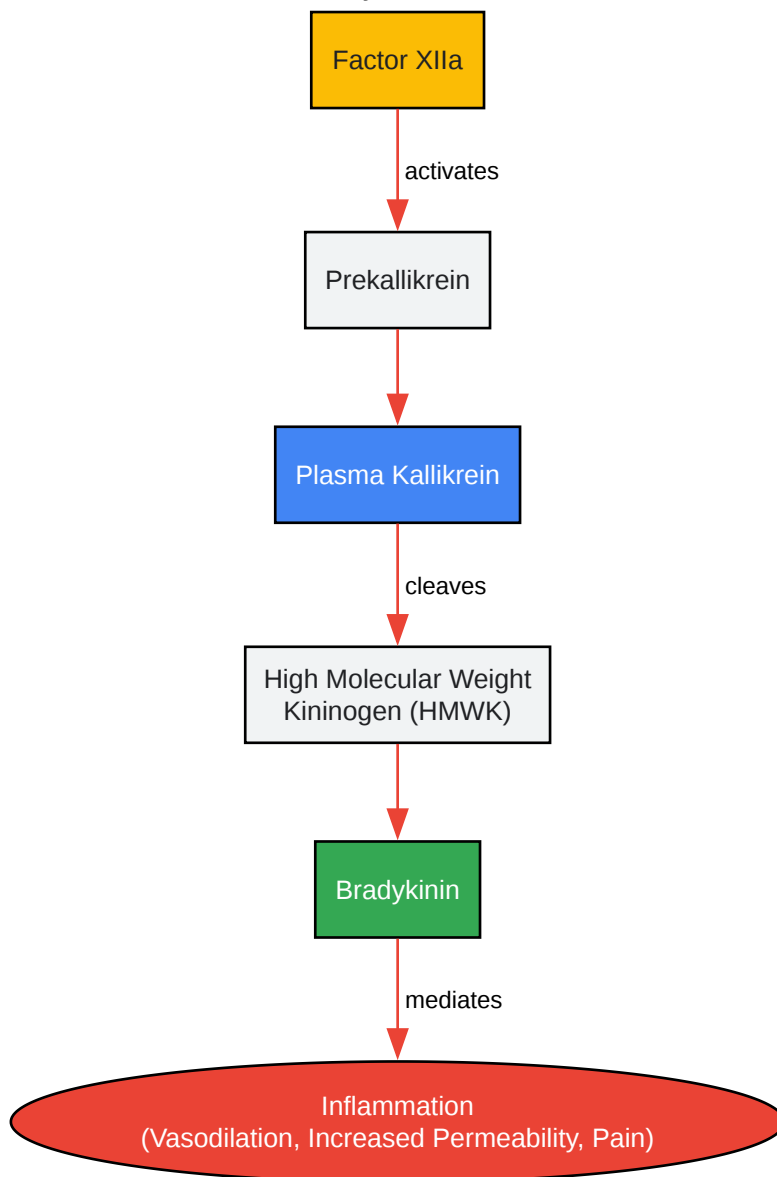 Factor XIIa
activates
Prekallikrein
Plasma Kallikrein
cleaves
High Molecular Weight
Kininogen (HMWK)
Bradykinin
mediates
Inflammation
(Vasodilation, Increased Permeability, Pain)